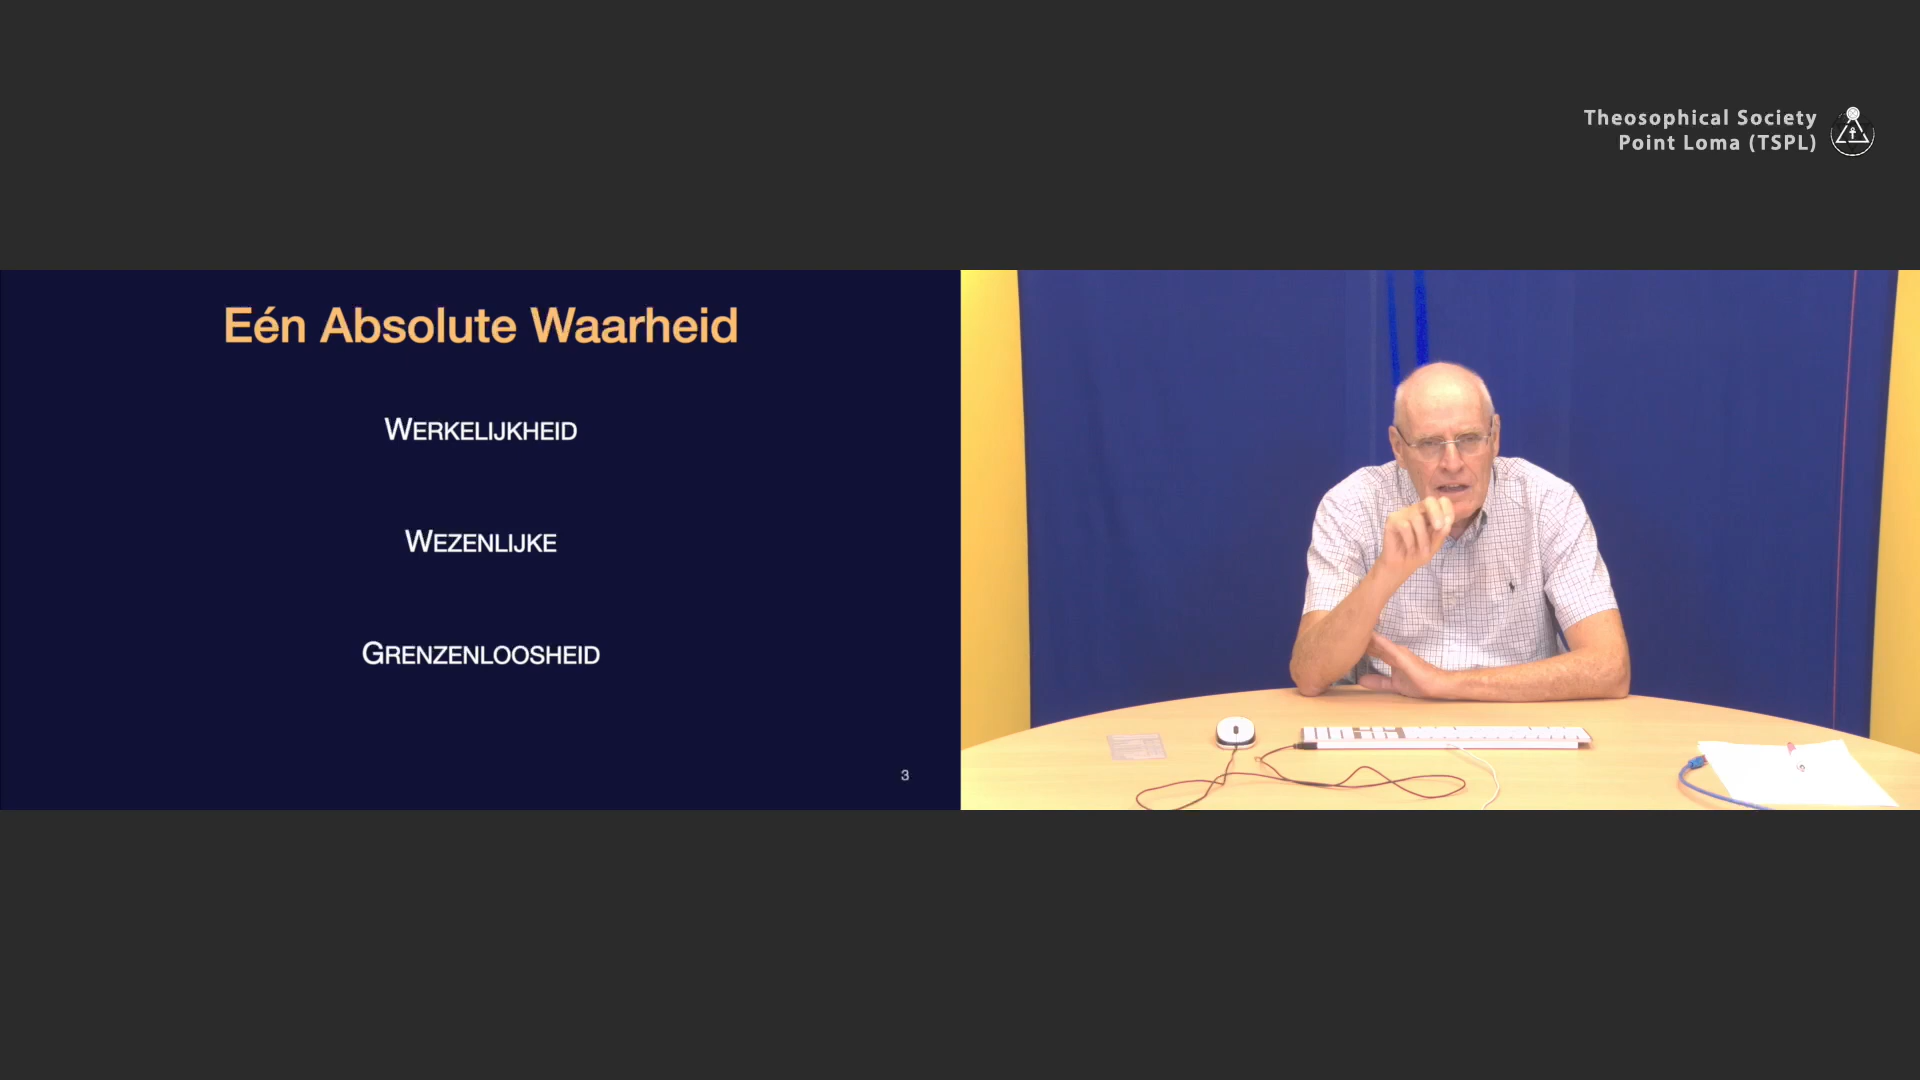 Theosophical Society
Point Loma (TSPL)
Eén Absolute Waarheid
WERKELIJKHEID
WEZENLIJKE
GRENZENLOOSHEID
3